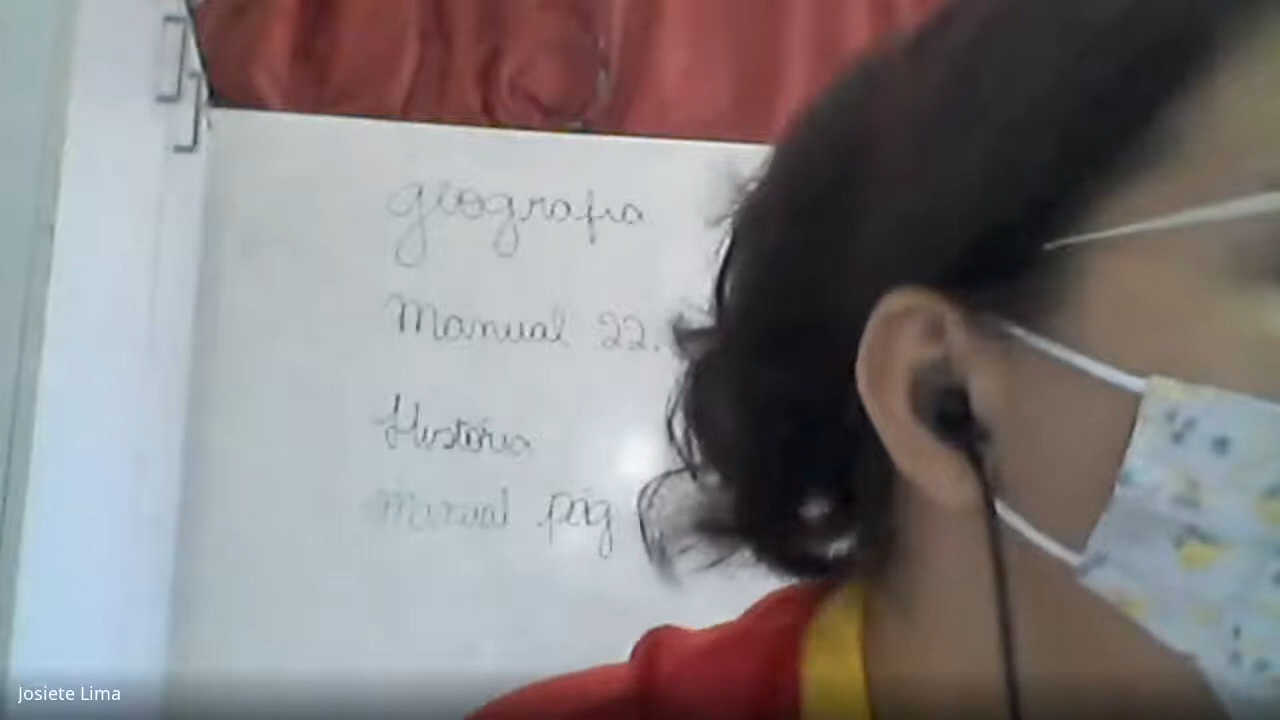 geografia
Manual 22.
História
Manual pág
Josiete Lima